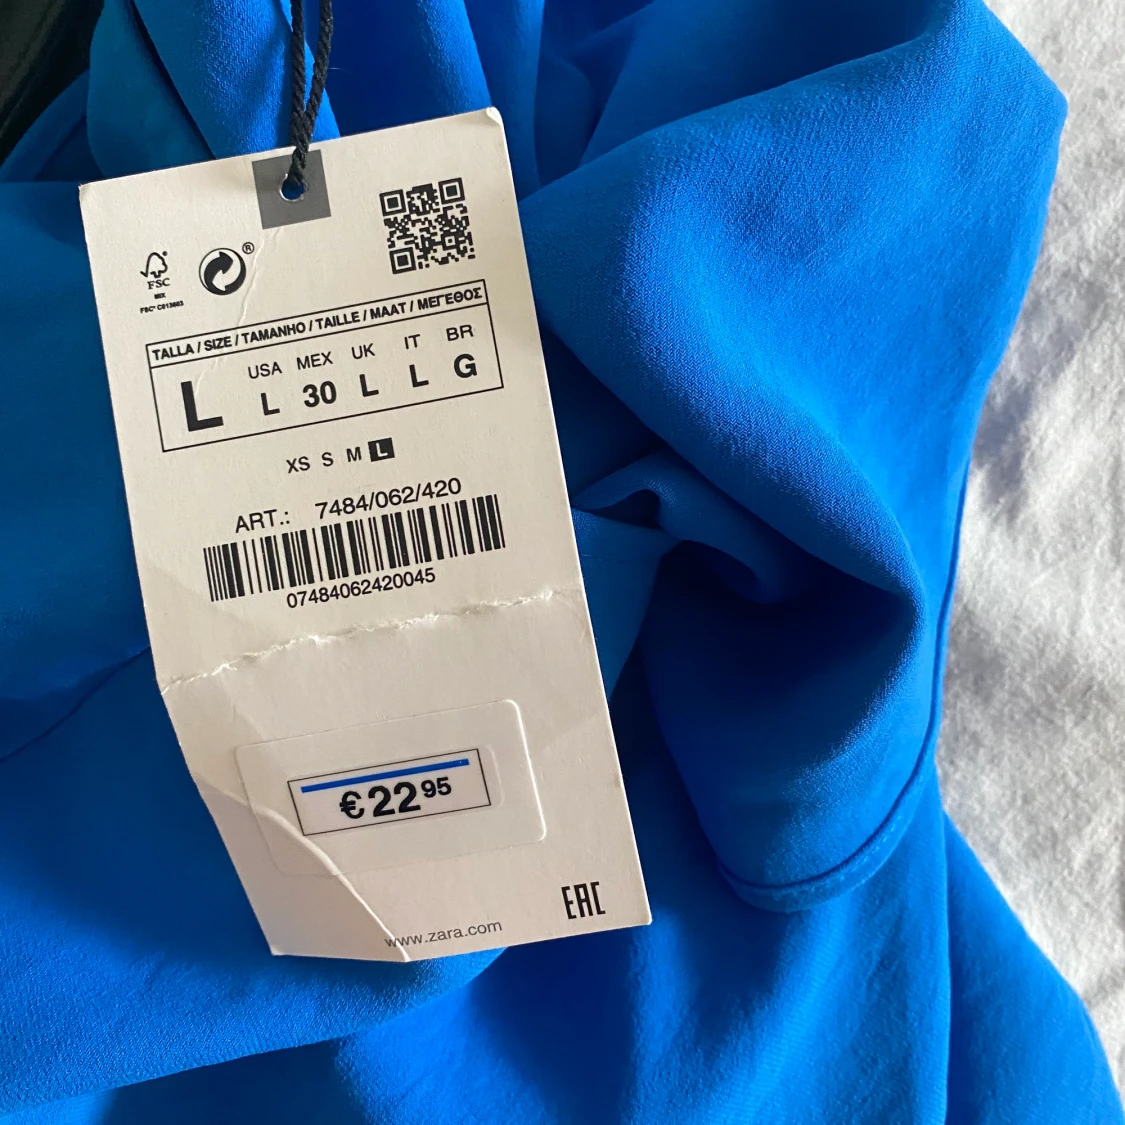 FSC
MIX
FSC® C013603
®
TALLA / SIZE / TAMANHO / TAILLE / MAAT / ΜΕΓΕΘΟΣ
USA MEX UK IT BR
L L 30 L L G
XS S M L
ART.: 7484/062/420
07484062420045
€22 95
EAC
www.zara.com